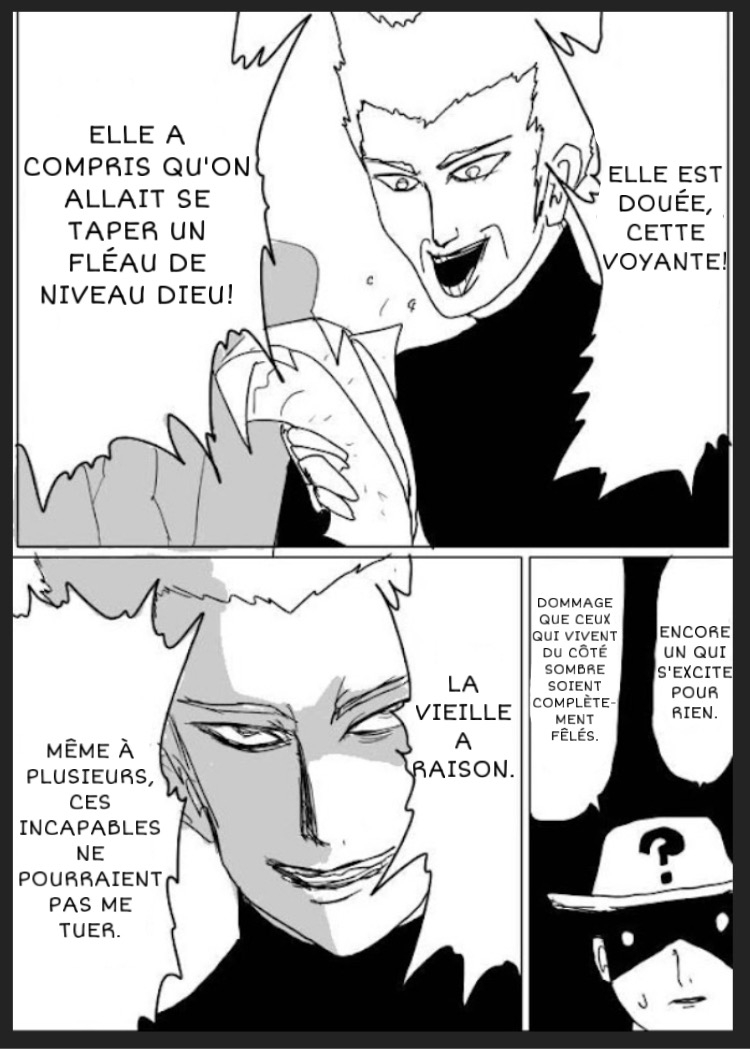 ELLE EST
DOUÉE,
CETTE
VOYANTE!
ELLE A
COMPRIS QU'ON
ALLAIT SE
TAPER UN
FLÉAU DE
NIVEAU DIEU!
ENCORE
UN QUI
S'EXCITE
POUR
RIEN.
DOMMAGE
QUE CEUX
QUI VIVENT
DU CÔTÉ
SOMBRE
SOIENT
COMPLÈTE-
MENT
FÊLÉS.
?
LA
VIEILLE
A
RAISON.
MÊME À
PLUSIEURS,
CES
INCAPABLES
NE
POURRAIENT
PAS ME
TUER.